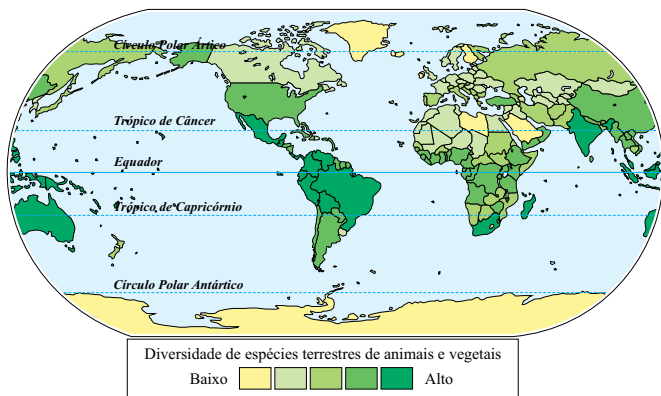 Círculo Polar Ártico
Trópico de Câncer
Equador
Trópico de Capricórnio
Círculo Polar Antártico
Diversidade de espécies terrestres de animais e vegetais
Baixo Alto